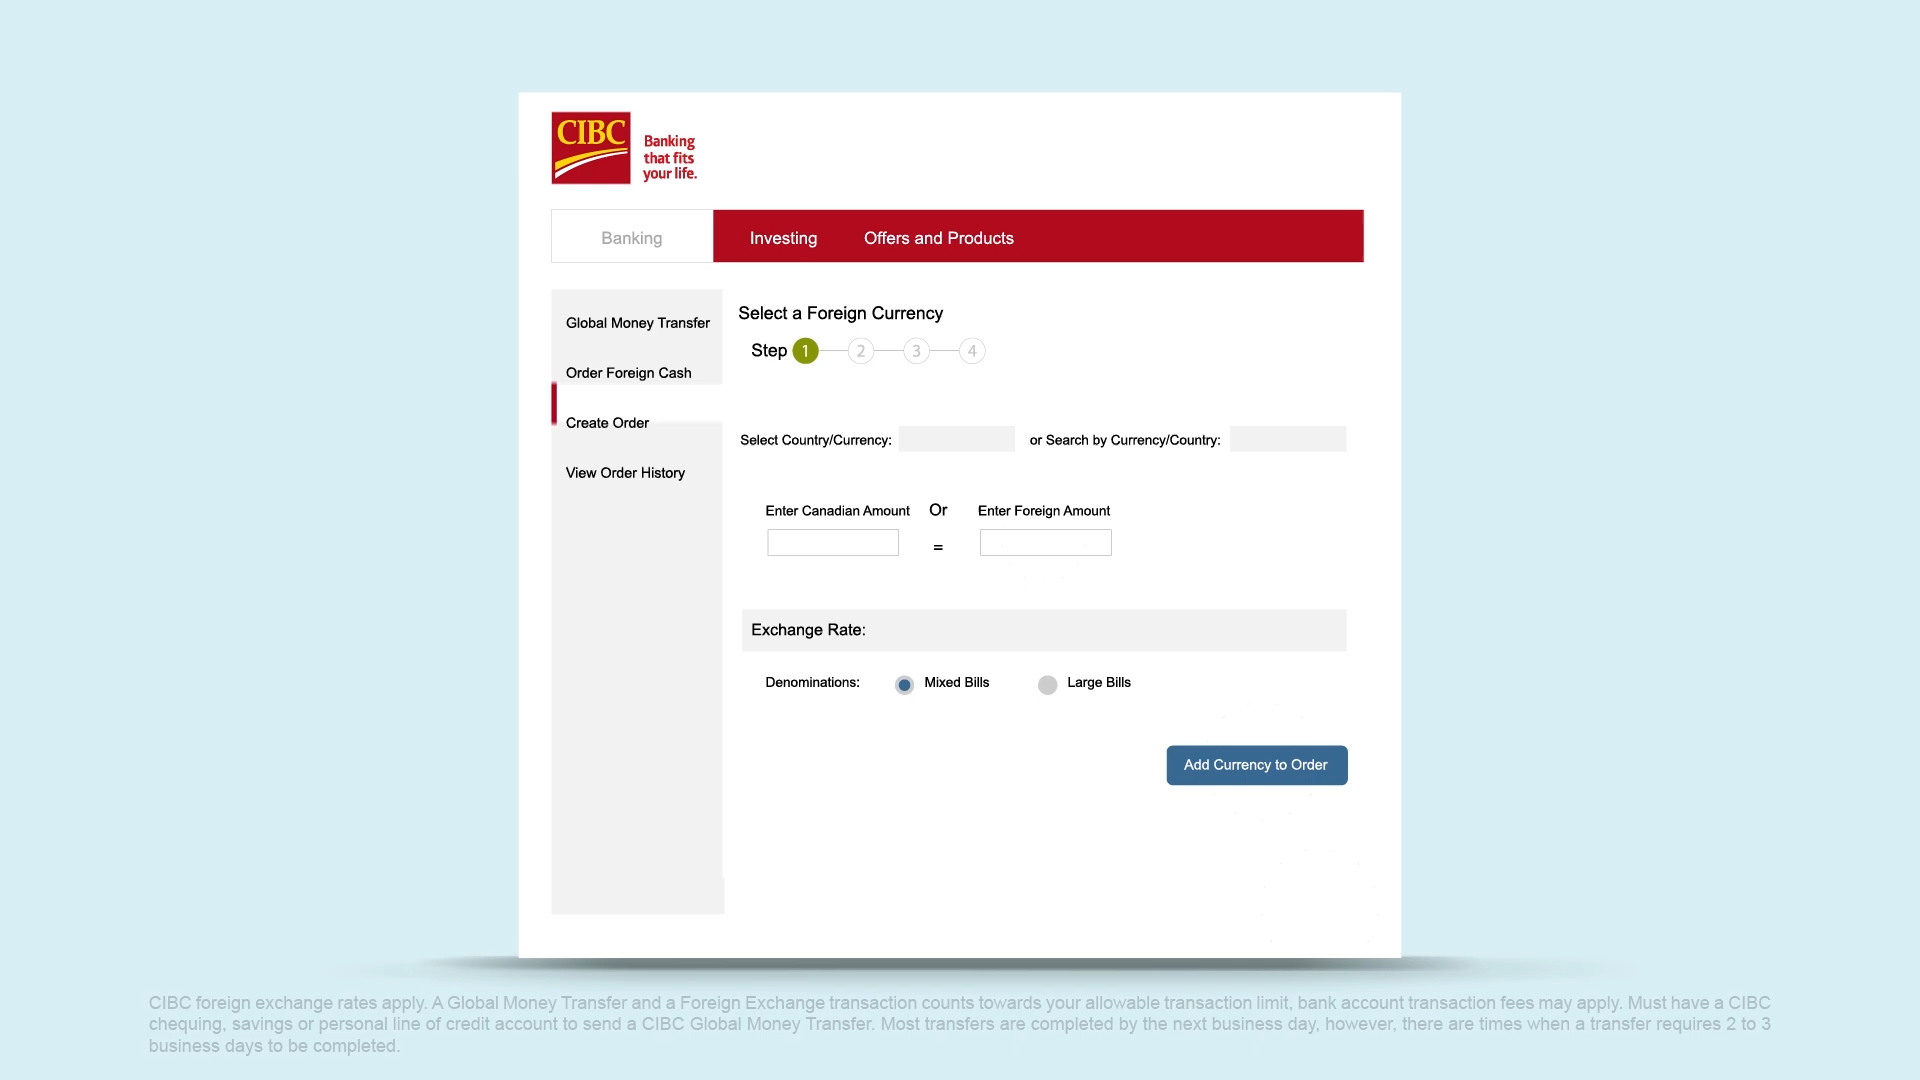 CIBC
Banking
that fits
your life.
Banking
Investing
Offers and Products
Global Money Transfer
Order Foreign Cash
Create Order
View Order History
Select a Foreign Currency
Step 1 2 3 4
Select Country/Currency:
or Search by Currency/Country:
Enter Canadian Amount Or Enter Foreign Amount
=
Exchange Rate:
Denominations: Mixed Bills Large Bills
Add Currency to Order
CIBC foreign exchange rates apply. A Global Money Transfer and a Foreign Exchange transaction counts towards your allowable transaction limit, bank account transaction fees may apply. Must have a CIBC
chequing, savings or personal line of credit account to send a CIBC Global Money Transfer. Most transfers are completed by the next business day, however, there are times when a transfer requires 2 to 3
business days to be completed.